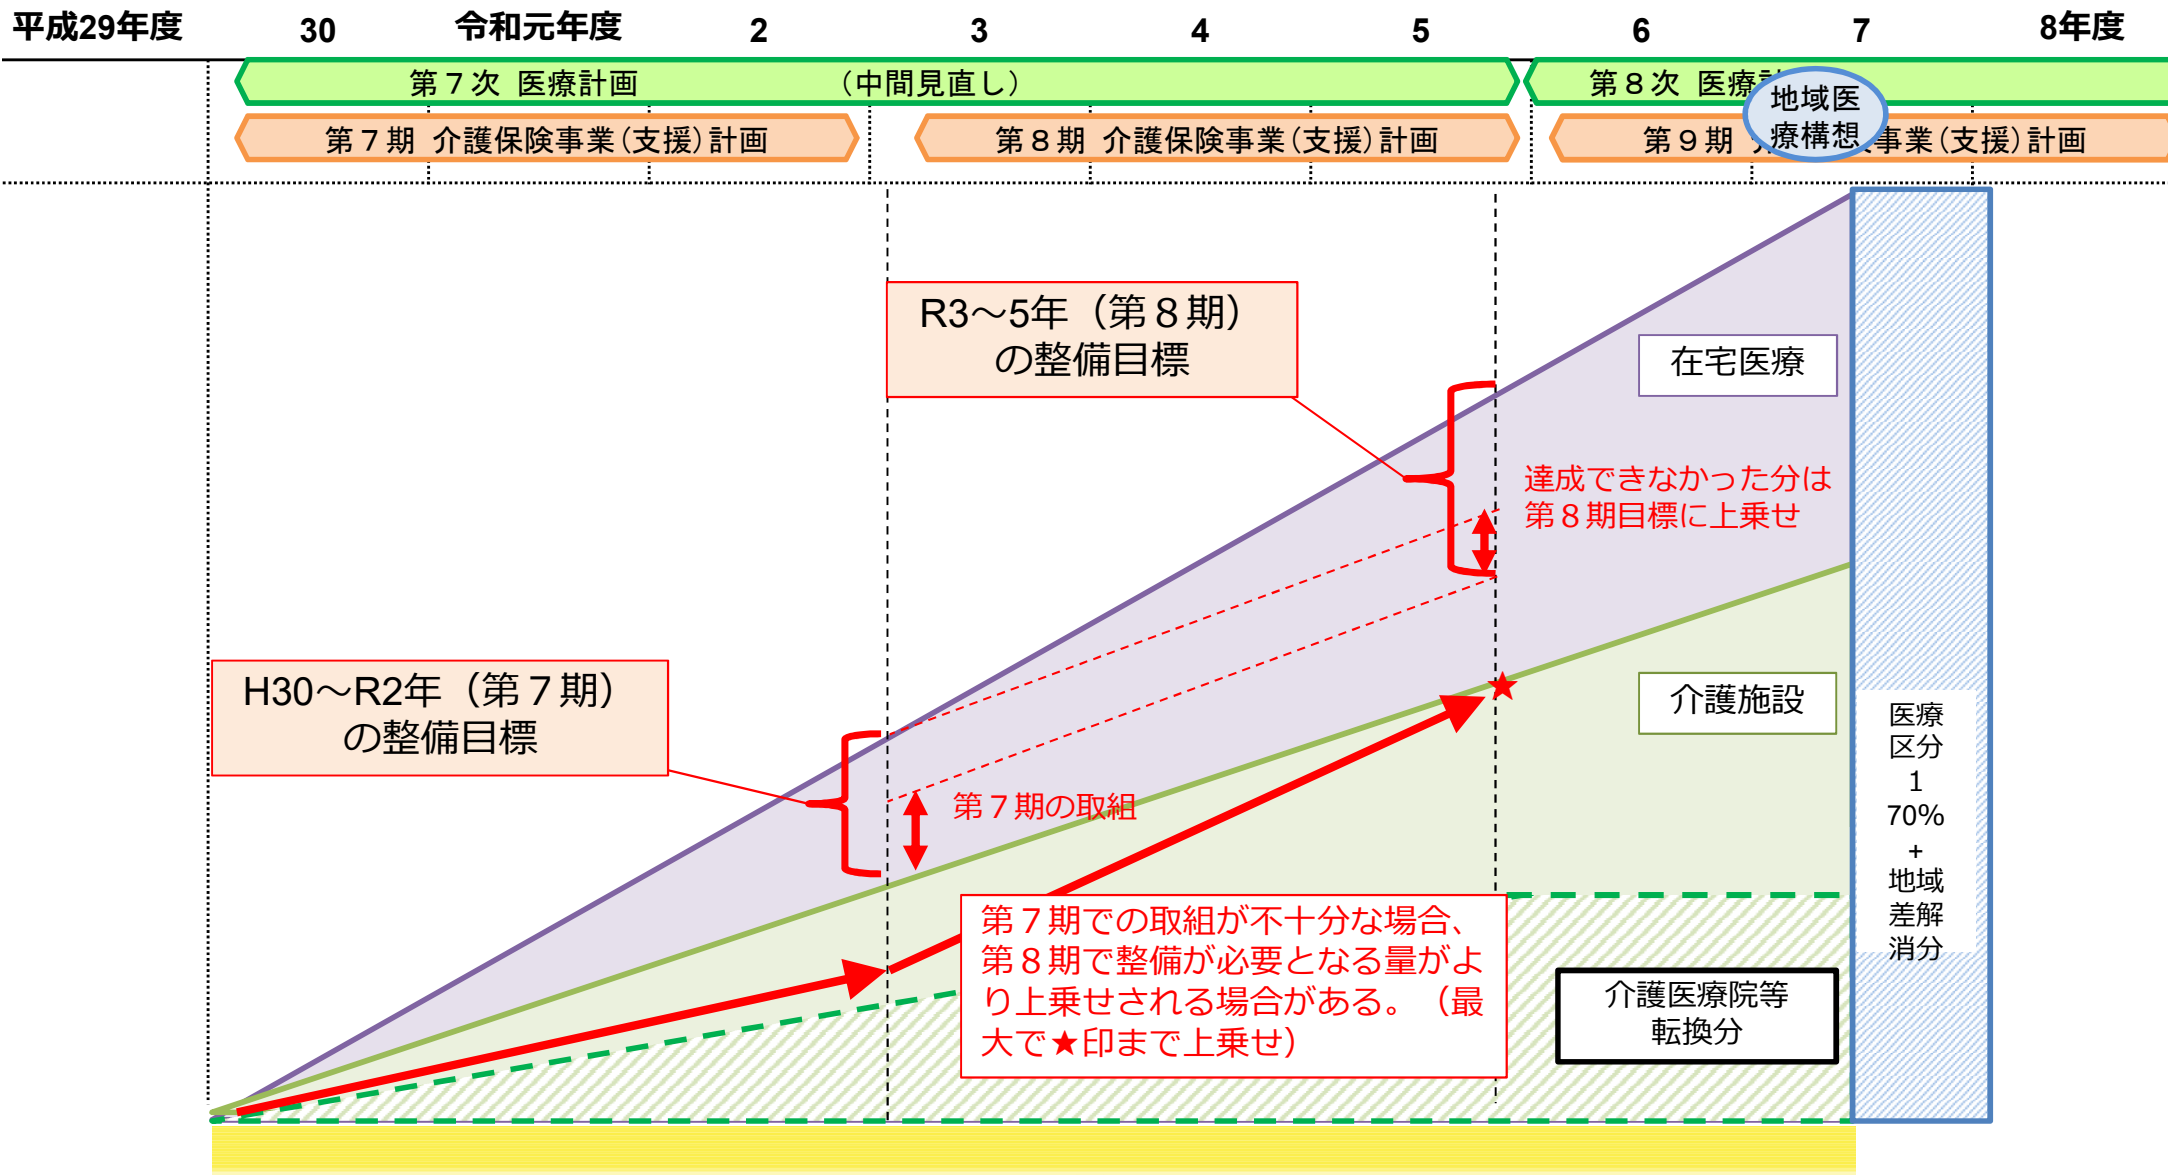 平成29年度 30 令和元年度 2 3 4 5 6 7 8年度
第７次 医療計画 （中間見直し）
第８次 医療
地域医
療構想
第７期 介護保険事業（支援）計画
第８期 介護保険事業（支援）計画
第９期 事業（支援）計画
R3～5年（第８期）
の整備目標
在宅医療
達成できなかった分は
第８期目標に上乗せ
H30～R2年（第７期）
の整備目標
介護施設
第７期の取組
医療
区分
1
70%
+
地域
差解
消分
第７期での取組が不十分な場合、
第８期で整備が必要となる量がよ
り上乗せされる場合がある。（最
大で★印まで上乗せ）
介護医療院等
転換分